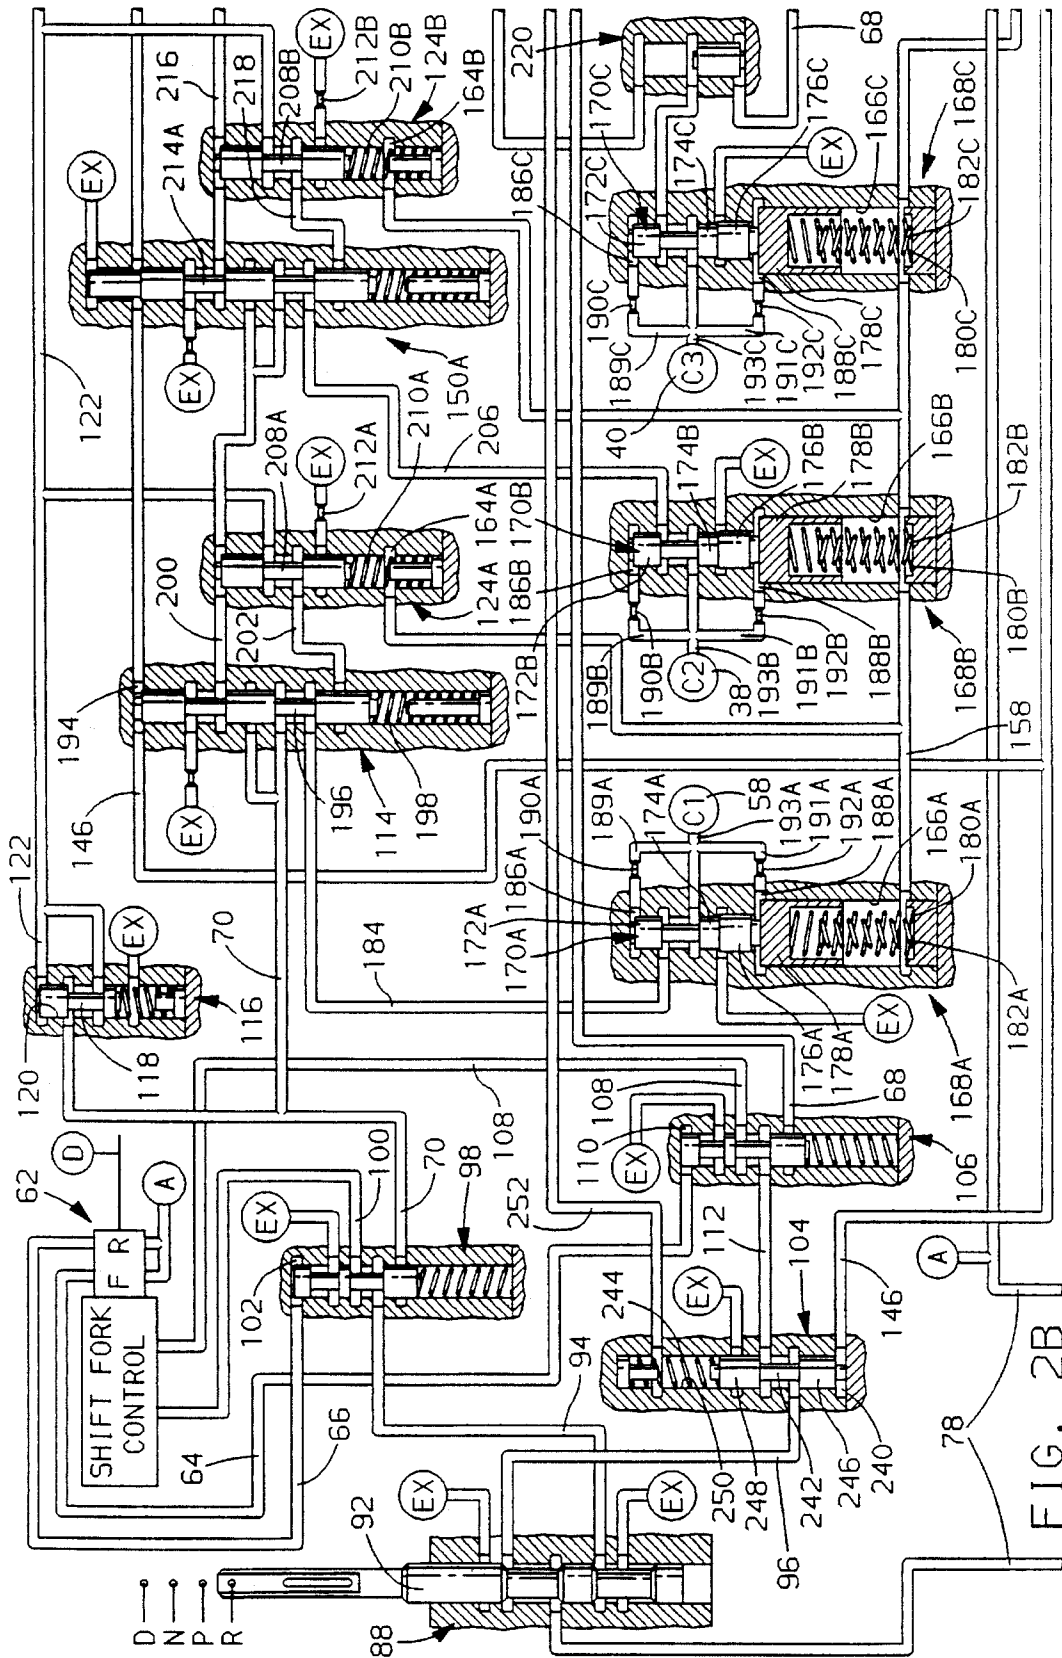 EX
122
216
214A
218
208B
EX
212B
210B
124B
164B
EX
150A
200
202
208A
EX
212A
210A
206
124A
164A
194
146
EX
196
114
198
122
120
118
EX
116
70
184
108
62
D
A
F R
SHIFT FORK
CONTROL
102
EX
100
70
98
64
66
94
D
N
P
R
92
88
EX
EX
96
78
220
170C
172C
186C
174C
176C
EX
68
190C
189C
C3
40
193C
191C
192C
188C
178C
180C
166C
168C
182C
186B
170B
172B
174B
EX
176B
178B
166B
182B
189B
190B
C2
38
193B
191B
192B
188B
168B
180B
158
190A
189A
174A
C1
58
193A
191A
192A
188A
166A
180A
186A
172A
170A
176A
178A
EX
168A
182A
108
110
EX
68
106
252
112
244
EX
104
A
146
250
248
242
246
240
78
FIG. 2B